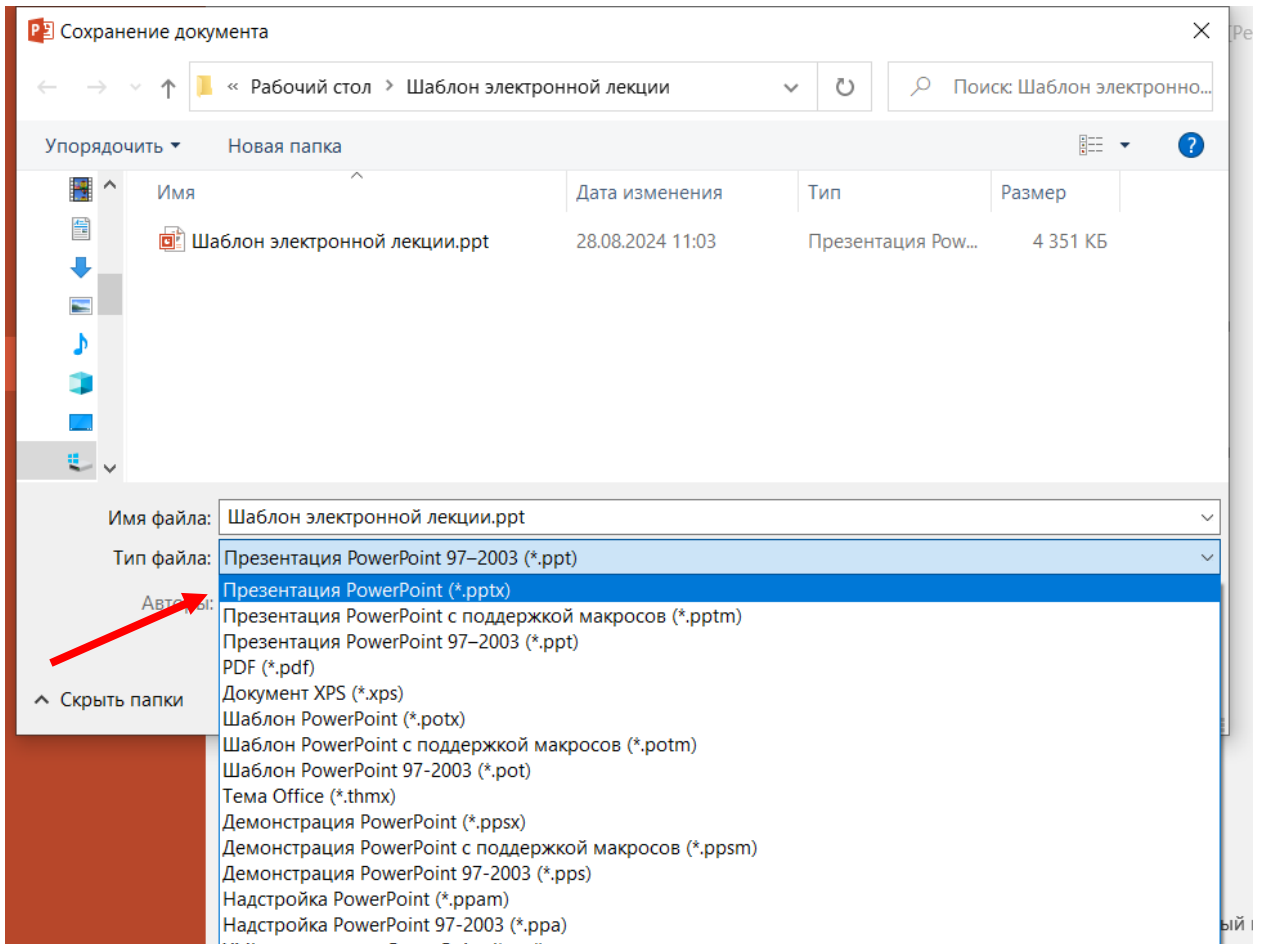 Сохранение документа
« Рабочий стол > Шаблон электронной лекции
Поиск: Шаблон электронно...
Упорядочить
Новая папка
Имя
Дата изменения
Тип
Размер
Шаблон электронной лекции.ppt
28.08.2024 11:03
Презентация Pow...
4 351 КБ
Имя файла: Шаблон электронной лекции.ppt
Тип файла: Презентация PowerPoint 97–2003 (*.ppt)
Авторы:
Презентация PowerPoint (*.pptx)
Презентация PowerPoint с поддержкой макросов (*.pptm)
Презентация PowerPoint 97–2003 (*.ppt)
PDF (*.pdf)
Документ XPS (*.xps)
Шаблон PowerPoint (*.potx)
Шаблон PowerPoint с поддержкой макросов (*.potm)
Шаблон PowerPoint 97-2003 (*.pot)
Тема Office (*.thmx)
Демонстрация PowerPoint (*.ppsx)
Демонстрация PowerPoint с поддержкой макросов (*.ppsm)
Демонстрация PowerPoint 97-2003 (*.pps)
Надстройка PowerPoint (*.ppam)
Надстройка PowerPoint 97-2003 (*.ppa)
Скрыть папки